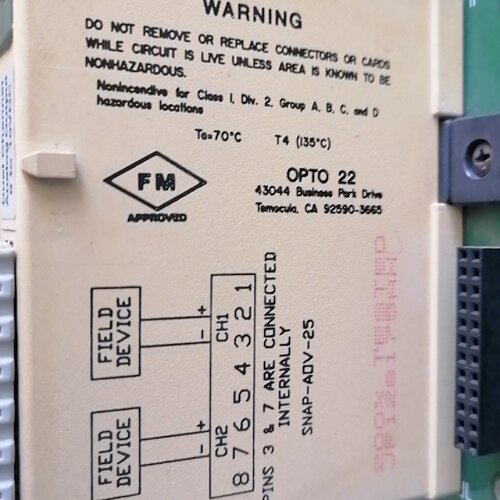 WARNING
DO NOT REMOVE OR REPLACE CONNECTORS OR CARDS
WHILE CIRCUIT IS LIVE UNLESS AREA IS KNOWN TO BE
NONHAZARDOUS.
Nonincendive for Class I, Div. 2, Group A, B, C, and D
hazardous locations
Ta=70°C T4 (135°C)
FM
APPROVED
OPTO 22
43044 Business Park Drive
Temecula, CA 92590-3665
FIELD
DEVICE
+
-
CH1
FIELD
DEVICE
+
-
CH2
8 7 6 5 4 3 2 1
PINS 3 & 7 ARE CONNECTED
INTERNALLY
SNAP-AOV-25